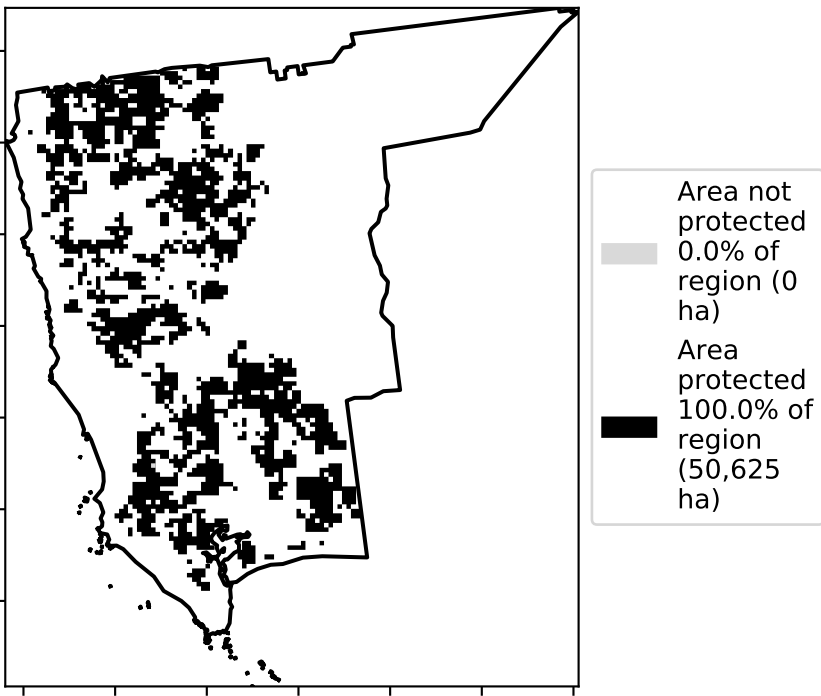 Area not
protected
0.0% of
region (0
ha)
Area
protected
100.0% of
region
(50,625
ha)